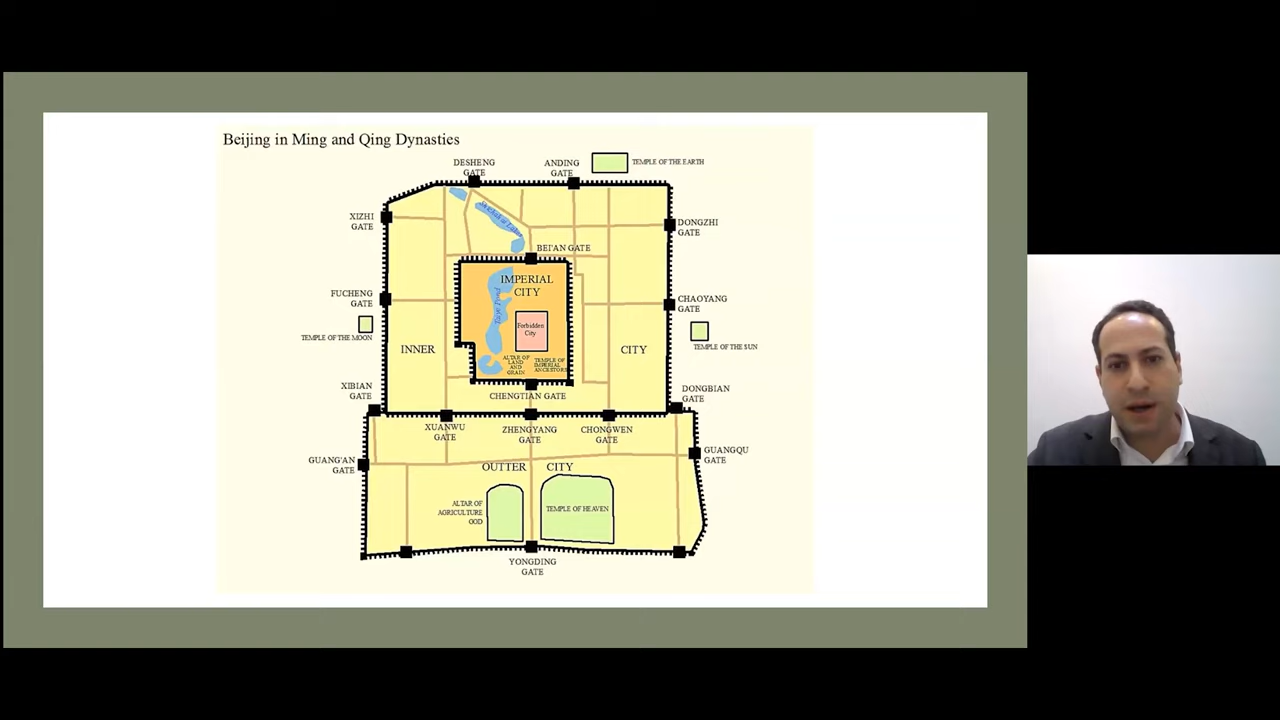 Beijing in Ming and Qing Dynasties
DESHENG
GATE
ANDING
GATE
TEMPLE OF THE EARTH
XIZHI
GATE
DONGZHI
GATE
BEI'AN GATE
IMPERIAL
CITY
FUCHENG
GATE
CHAOYANG
GATE
Forbidden
City
TEMPLE OF THE MOON
TEMPLE OF THE SUN
INNER
CITY
ALTAR OF
LAND
AND
GRAIN
TEMPLE OF
IMPERIAL
ANCESTORS
XIBIAN
GATE
CHENGTIAN GATE
DONGBIAN
GATE
XUANWU
GATE
ZHENGYANG
GATE
CHONGWEN
GATE
GUANG'AN
GATE
GUANGQU
GATE
OUTTER
CITY
ALTAR OF
AGRICULTURE
OOD
TEMPLE OF HEAVEN
YONGDING
GATE